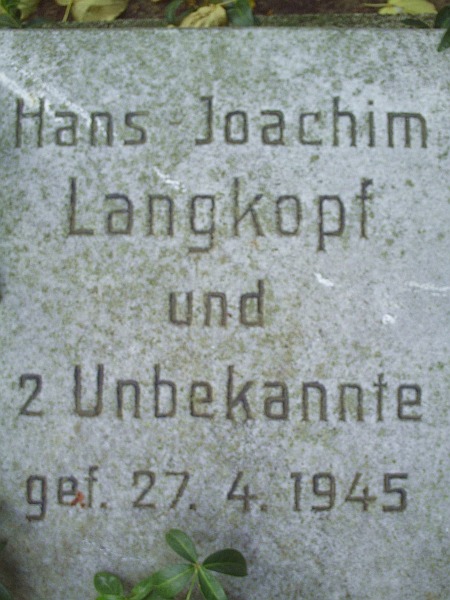 Hans Joachim
Langkopf
und
2 Unbekannte
gef. 27. 4. 1945